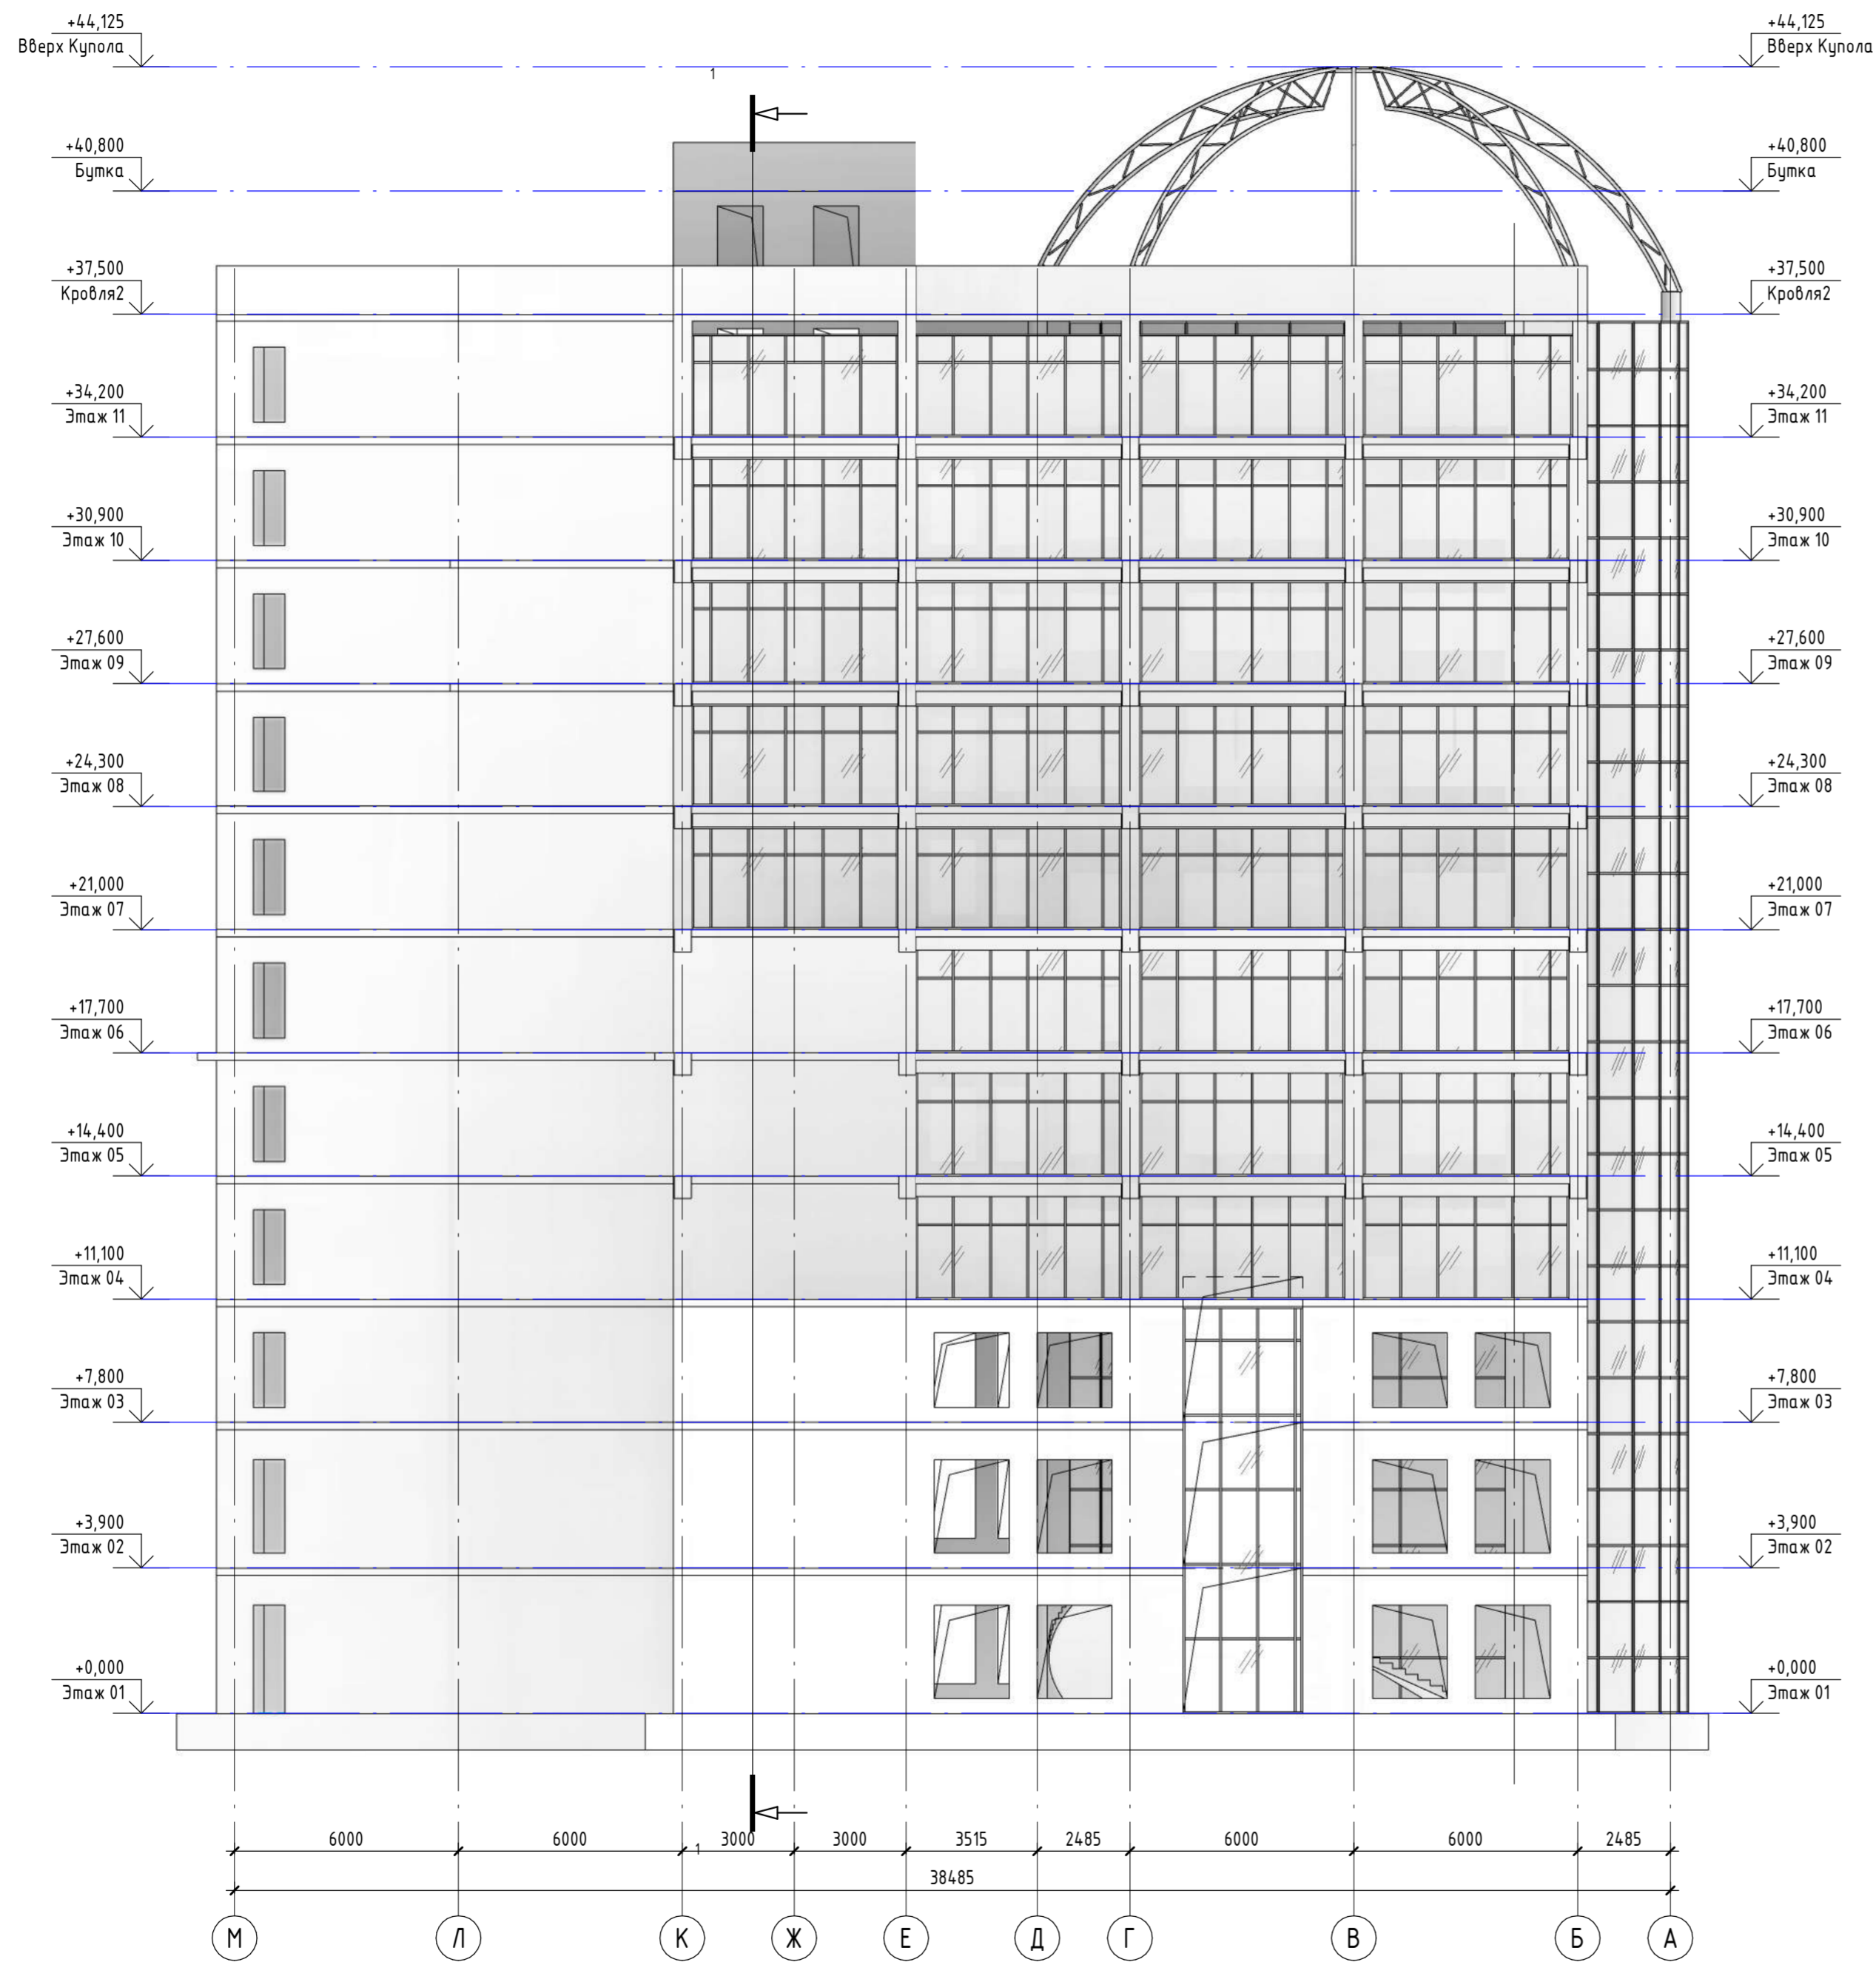 +44,125
Вверх Купола
+44,125
Вверх Купола
1
+40,800
Бутка
+40,800
Бутка
+37,500
Кровля2
+37,500
Кровля2
+34,200
Этаж 11
+34,200
Этаж 11
+30,900
Этаж 10
+30,900
Этаж 10
+27,600
Этаж 09
+27,600
Этаж 09
+24,300
Этаж 08
+24,300
Этаж 08
+21,000
Этаж 07
+21,000
Этаж 07
+17,700
Этаж 06
+17,700
Этаж 06
+14,400
Этаж 05
+14,400
Этаж 05
+11,100
Этаж 04
+11,100
Этаж 04
+7,800
Этаж 03
+7,800
Этаж 03
+3,900
Этаж 02
+3,900
Этаж 02
+0,000
Этаж 01
+0,000
Этаж 01
6000 6000 3000 3000 3515 2485 6000 6000 2485
1
38485
М Л К Ж Е Д Г В Б А